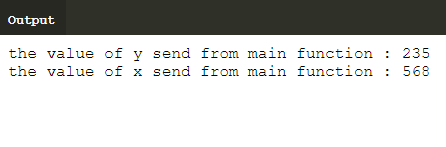 Output
the value of y send from main function : 235
the value of x send from main function : 568